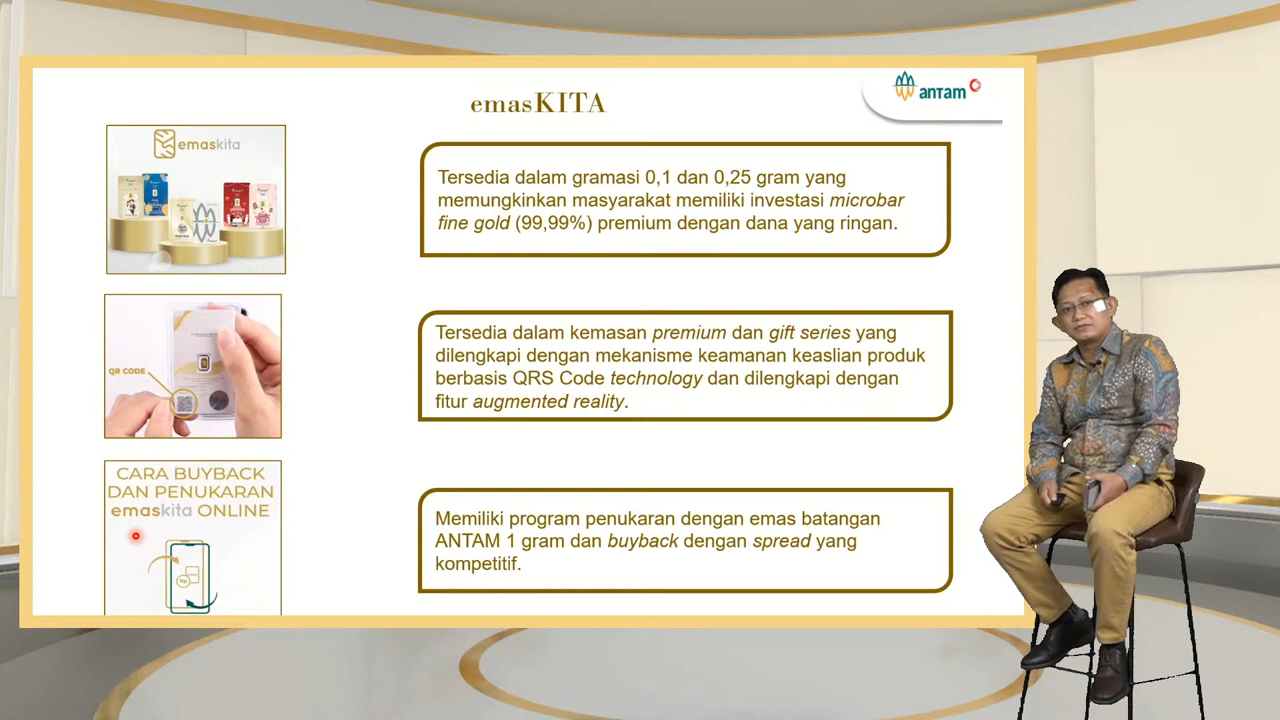 emasKITA
antam
emaskita
Tersedia dalam gramasi 0,1 dan 0,25 gram yang
memungkinkan masyarakat memiliki investasi microbar
fine gold (99,99%) premium dengan dana yang ringan.
QR CODE
Tersedia dalam kemasan premium dan gift series yang
dilengkapi dengan mekanisme keamanan keaslian produk
berbasis QRS Code technology dan dilengkapi dengan
fitur augmented reality.
CARA BUYBACK
DAN PENUKARAN
emaskita ONLINE
Rp
Memiliki program penukaran dengan emas batangan
ANTAM 1 gram dan buyback dengan spread yang
kompetitif.